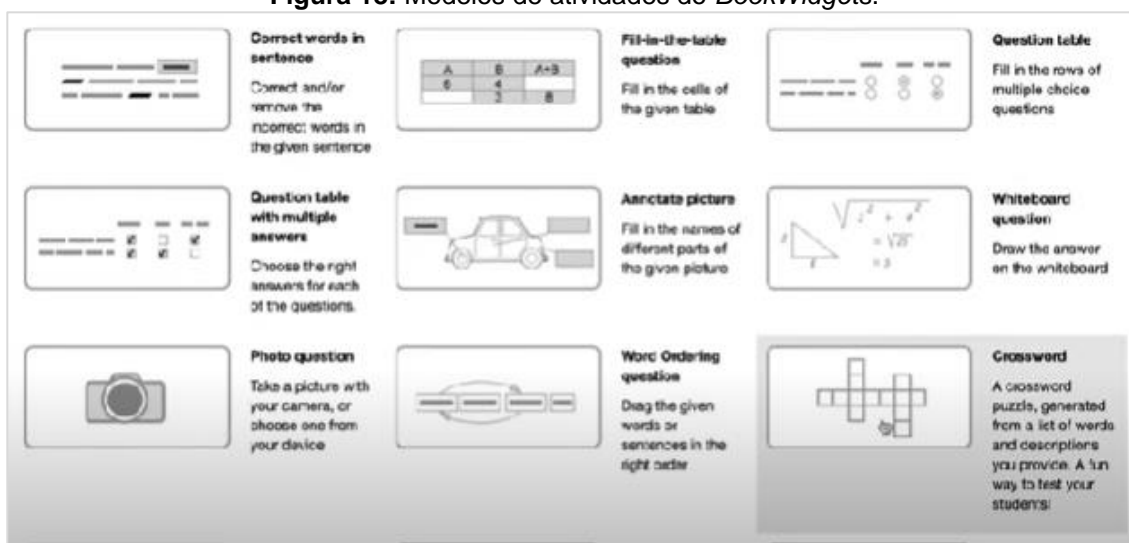 Figura 15: Modelos de atividades do BookWidgets.
Correct words in
sentence
Correct and/or
remove the
incorrect words in
the given sentence
A B A+B
6 4
2 8
Fill-in-the-table
question
Fill in the cells of
the given table
Question table
Fill in the rows of
multiple choice
questions
Question table
with multiple
answers
Choose the right
answers for each
of the questions.
Annotate picture
Fill in the names of
different parts of
the given picture
Whiteboard
question
Draw the answer
on the whiteboard
Photo question
Take a picture with
your camera, or
choose one from
your device
Word Ordering
question
Drag the given
words or
sentences in the
right order
Crossword
A crossword
puzzle, generated
from a list of words
and descriptions
you provide. A fun
way to test your
students!